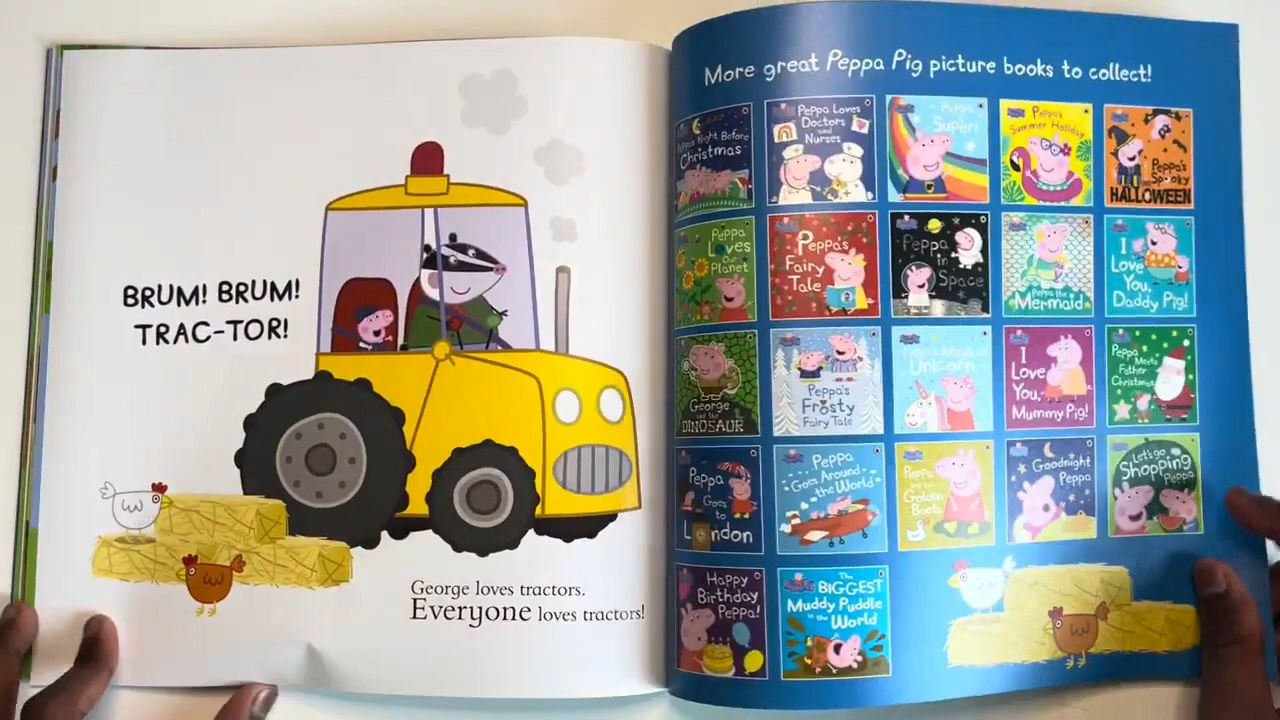 BRUM! BRUM!
TRAC-TOR!
George loves tractors.
Everyone loves tractors!
More great Peppa Pig picture books to collect!
Peppa's Night Before
Christmas
Peppa Loves
Doctors
and
Nurses
Peppa
Super!
Peppa's
Summer Holiday
Peppa's
Spooky
HALLOWEEN
Peppa
Loves
Our
Planet
Peppa's
Fairy
Tale
Peppa
in
Space
Peppa the
Mermaid
I
Love
You,
Daddy Pig!
George
and the
DINOSAUR
Peppa's
Frosty
Fairy Tale
Peppa's Magical
Unicorn
I
Love
You,
Mummy Pig!
Peppa
Meets
Father
Christmas
Peppa
Goes
to
London
Peppa
Goes Around
the World
Peppa
and the
Golden
Boots
Goodnight
Peppa
Let's go
Shopping
Peppa
Happy
Birthday
Peppa!
The
BIGGEST
Muddy Puddle
in the World